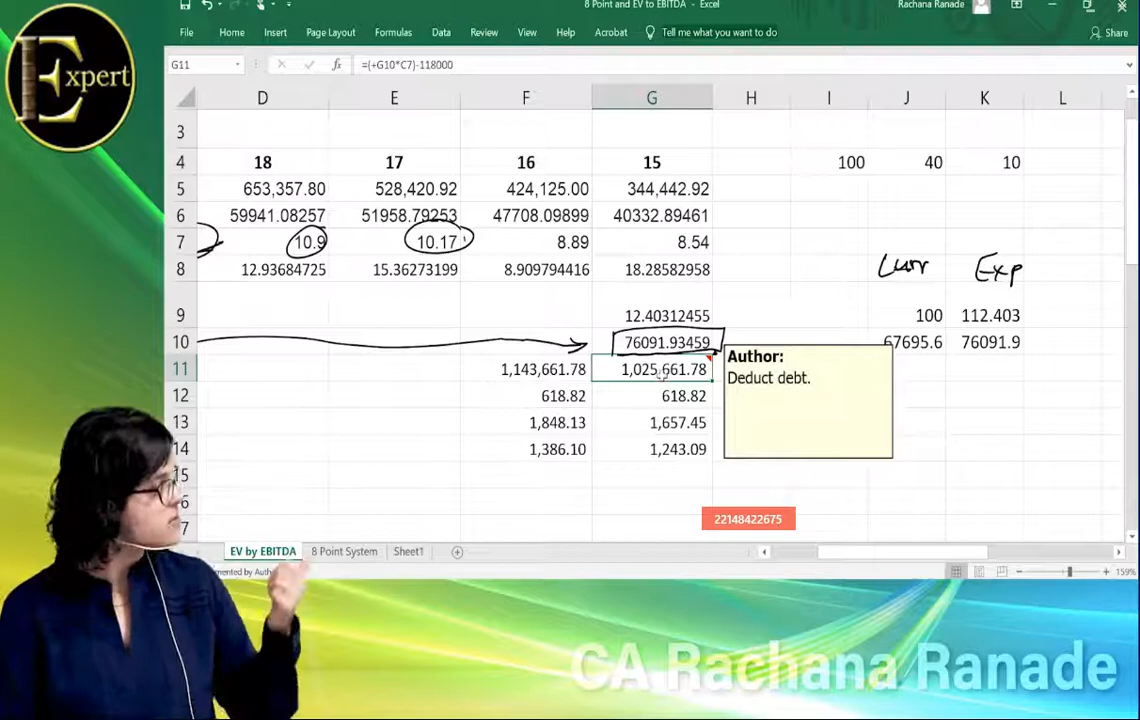 8 Point and EV to EBITDA - Excel
Rachana Ranade
File Home Insert Page Layout Formulas Data Review View Help Acrobat Tell me what you want to do Share
Expert
G11 fx =(+G10*C7)-118000
D E F G H I J K L
3
4 18 17 16 15 100 40 10
5 653,357.80 528,420.92 424,125.00 344,442.92
6 59941.08257 51958.79253 47708.09899 40332.89461
7 10.9 10.17 8.89 8.54
8 12.93684725 15.36273199 8.909794416 18.28582958
Curr Exp
9 12.40312455 100 112.403
10 76091.93459 67695.6 76091.9
11 1,143,661.78 1,025,661.78
Author:
Deduct debt.
12 618.82 618.82
13 1,848.13 1,657.45
14 1,386.10 1,243.09
15
6
7
22148422675
EV by EBITDA 8 Point System Sheet1
159%
CA Rachana Ranade